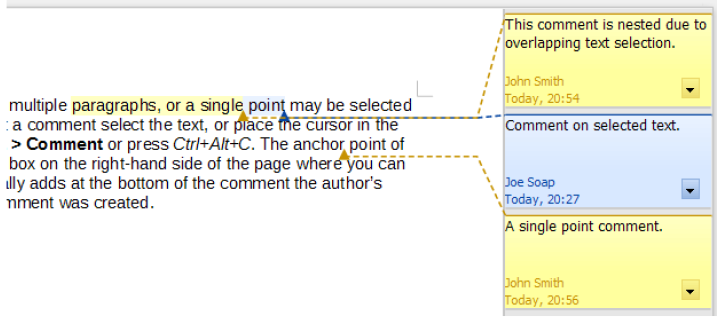 multiple paragraphs, or a single point may be selected
: a comment select the text, or place the cursor in the
> Comment or press Ctrl+Alt+C. The anchor point of
box on the right-hand side of the page where you can
ally adds at the bottom of the comment the author’s
mment was created.
This comment is nested due to
overlapping text selection.
John Smith
Today, 20:54
Comment on selected text.
Joe Soap
Today, 20:27
A single point comment.
John Smith
Today, 20:56